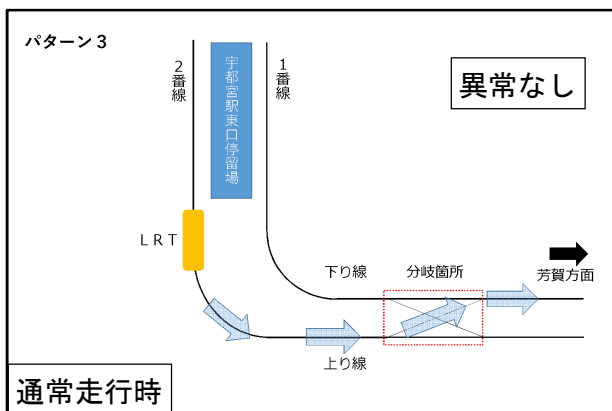 パターン３
異常なし
２番線
宇都宮駅東口停留場
１番線
ＬＲＴ
下り線
分岐箇所
芳賀方面
上り線
通常走行時